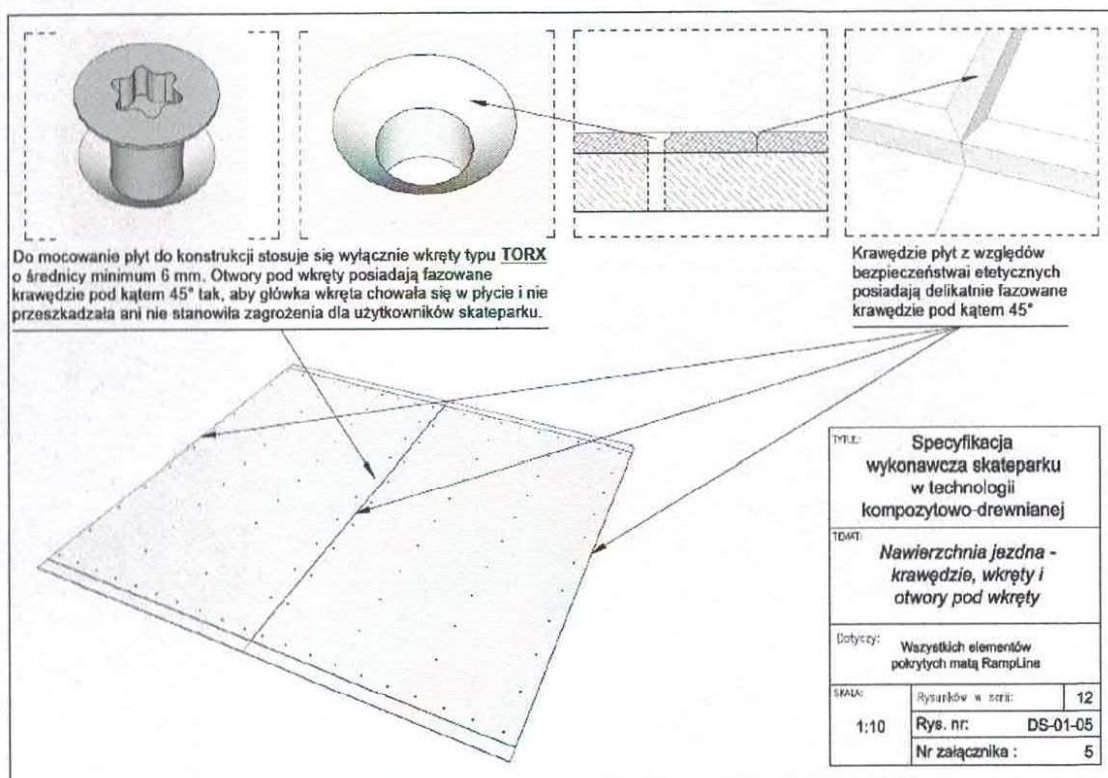 Do mocowanie płyt do konstrukcji stosuje się wyłącznie wkręty typu TORX
o średnicy minimum 6 mm. Otwory pod wkręty posiadają fazowane
krawędzie pod kątem 45° tak, aby główka wkręta chowała się w płycie i nie
przeszkadzała ani nie stanowiła zagrożenia dla użytkowników skateparku.
Krawędzie płyt z względów
bezpieczeństwai etetycznych
posiadają delikatnie fazowane
krawędzie pod kątem 45°
TYTUŁ:
Specyfikacja
wykonawcza skateparku
w technologii
kompozytowo-drewnianej
TEMAT:
Nawierzchnia jezdna -
krawędzie, wkręty i
otwory pod wkręty
Dotyczy:
Wszystkich elementów
pokrytych matą RampLine
SKALA:
1:10
Rysunków w serii: 12
Rys. nr: DS-01-05
Nr załącznika : 5